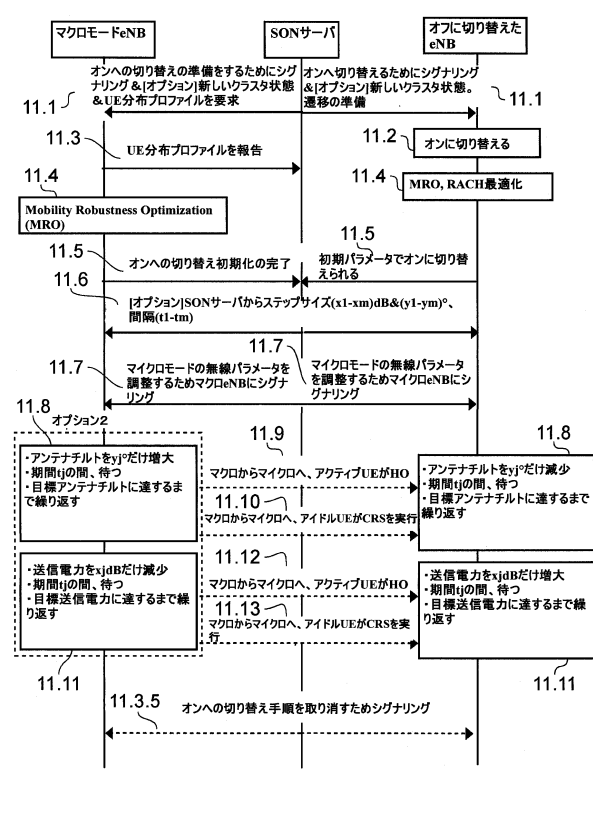 マクロモードeNB
SONサーバ
オフに切り替えた
eNB
オンへの切り替えの準備をするためにシグ
ナリング&[オプション]新しいクラスタ状態
&UE分布プロファイルを要求
オンへ切り替えるためにシグナリング
&[オプション]新しいクラスタ状態。
遷移の準備
11.1
11.1
11.2
オンに切り替える
11.3
UE分布プロファイルを報告
11.4
Mobility Robustness Optimization
(MRO)
11.4
MRO, RACH最適化
11.5
オンへの切り替え初期化の完了
11.5
初期パラメータでオンに切り替
えられる
11.6
[オプション]SONサーバからステップサイズ(x1-xm)dB&(y1-ym)°、
間隔(t1-tm)
11.7
マイクロモードの無線パラメータを
調整するためマクロeNBにシグナ
リング
11.7
マイクロモードの無線パラメータ
を調整するためマイクロeNBにシ
グナリング
オプション2
11.8
・アンテナチルトをyj°だけ増大
・期間tjの間、待つ
・目標アンテナチルトに達するま
で繰り返す
11.9
マクロからマイクロへ、アクティブUEがHO
11.10
マクロからマイクロへ、アイドルUEがCRSを実行
11.8
・アンテナチルトをyj°だけ減少
・期間tjの間、待つ
・目標アンテナチルトに達するまで
繰り返す
・送信電力をxjdBだけ減少
・期間tjの間、待つ
・目標送信電力に達するまで繰
り返す
11.11
11.12
マクロからマイクロへ、アクティブUEがHO
11.13
マクロからマイクロへ、アイドルUEがCRSを実
行
・送信電力をxjdBだけ増大
・期間tjの間、待つ
・目標送信電力に達するまで繰
り返す
11.11
11.3.5
オンへの切り替え手順を取り消すためシグナリング